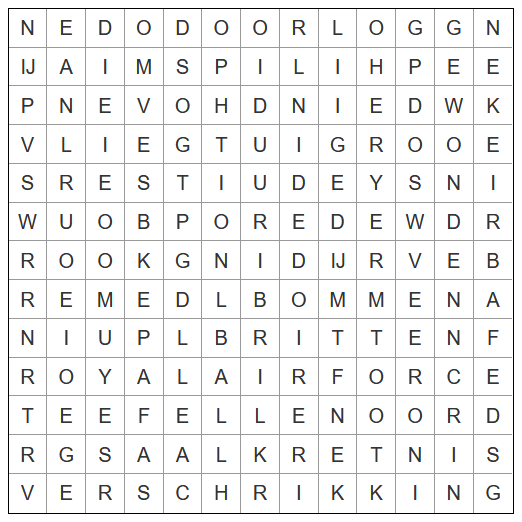 N E D O D O O R L O G G N
IJ A I M S P I L I H P E E
P N E V O H D N I E D W K
V L I E G T U I G R O O E
S R E S T I U D E Y S N I
W U O B P O R E D E W D R
R O O K G N I D IJ R V E B
R E M E D L B O M M E N A
N I U P L B R I T T E N F
R O Y A L A I R F O R C E
T E E F E L L E N O O R D
R G S A A L K R E T N I S
V E R S C H R I K K I N G